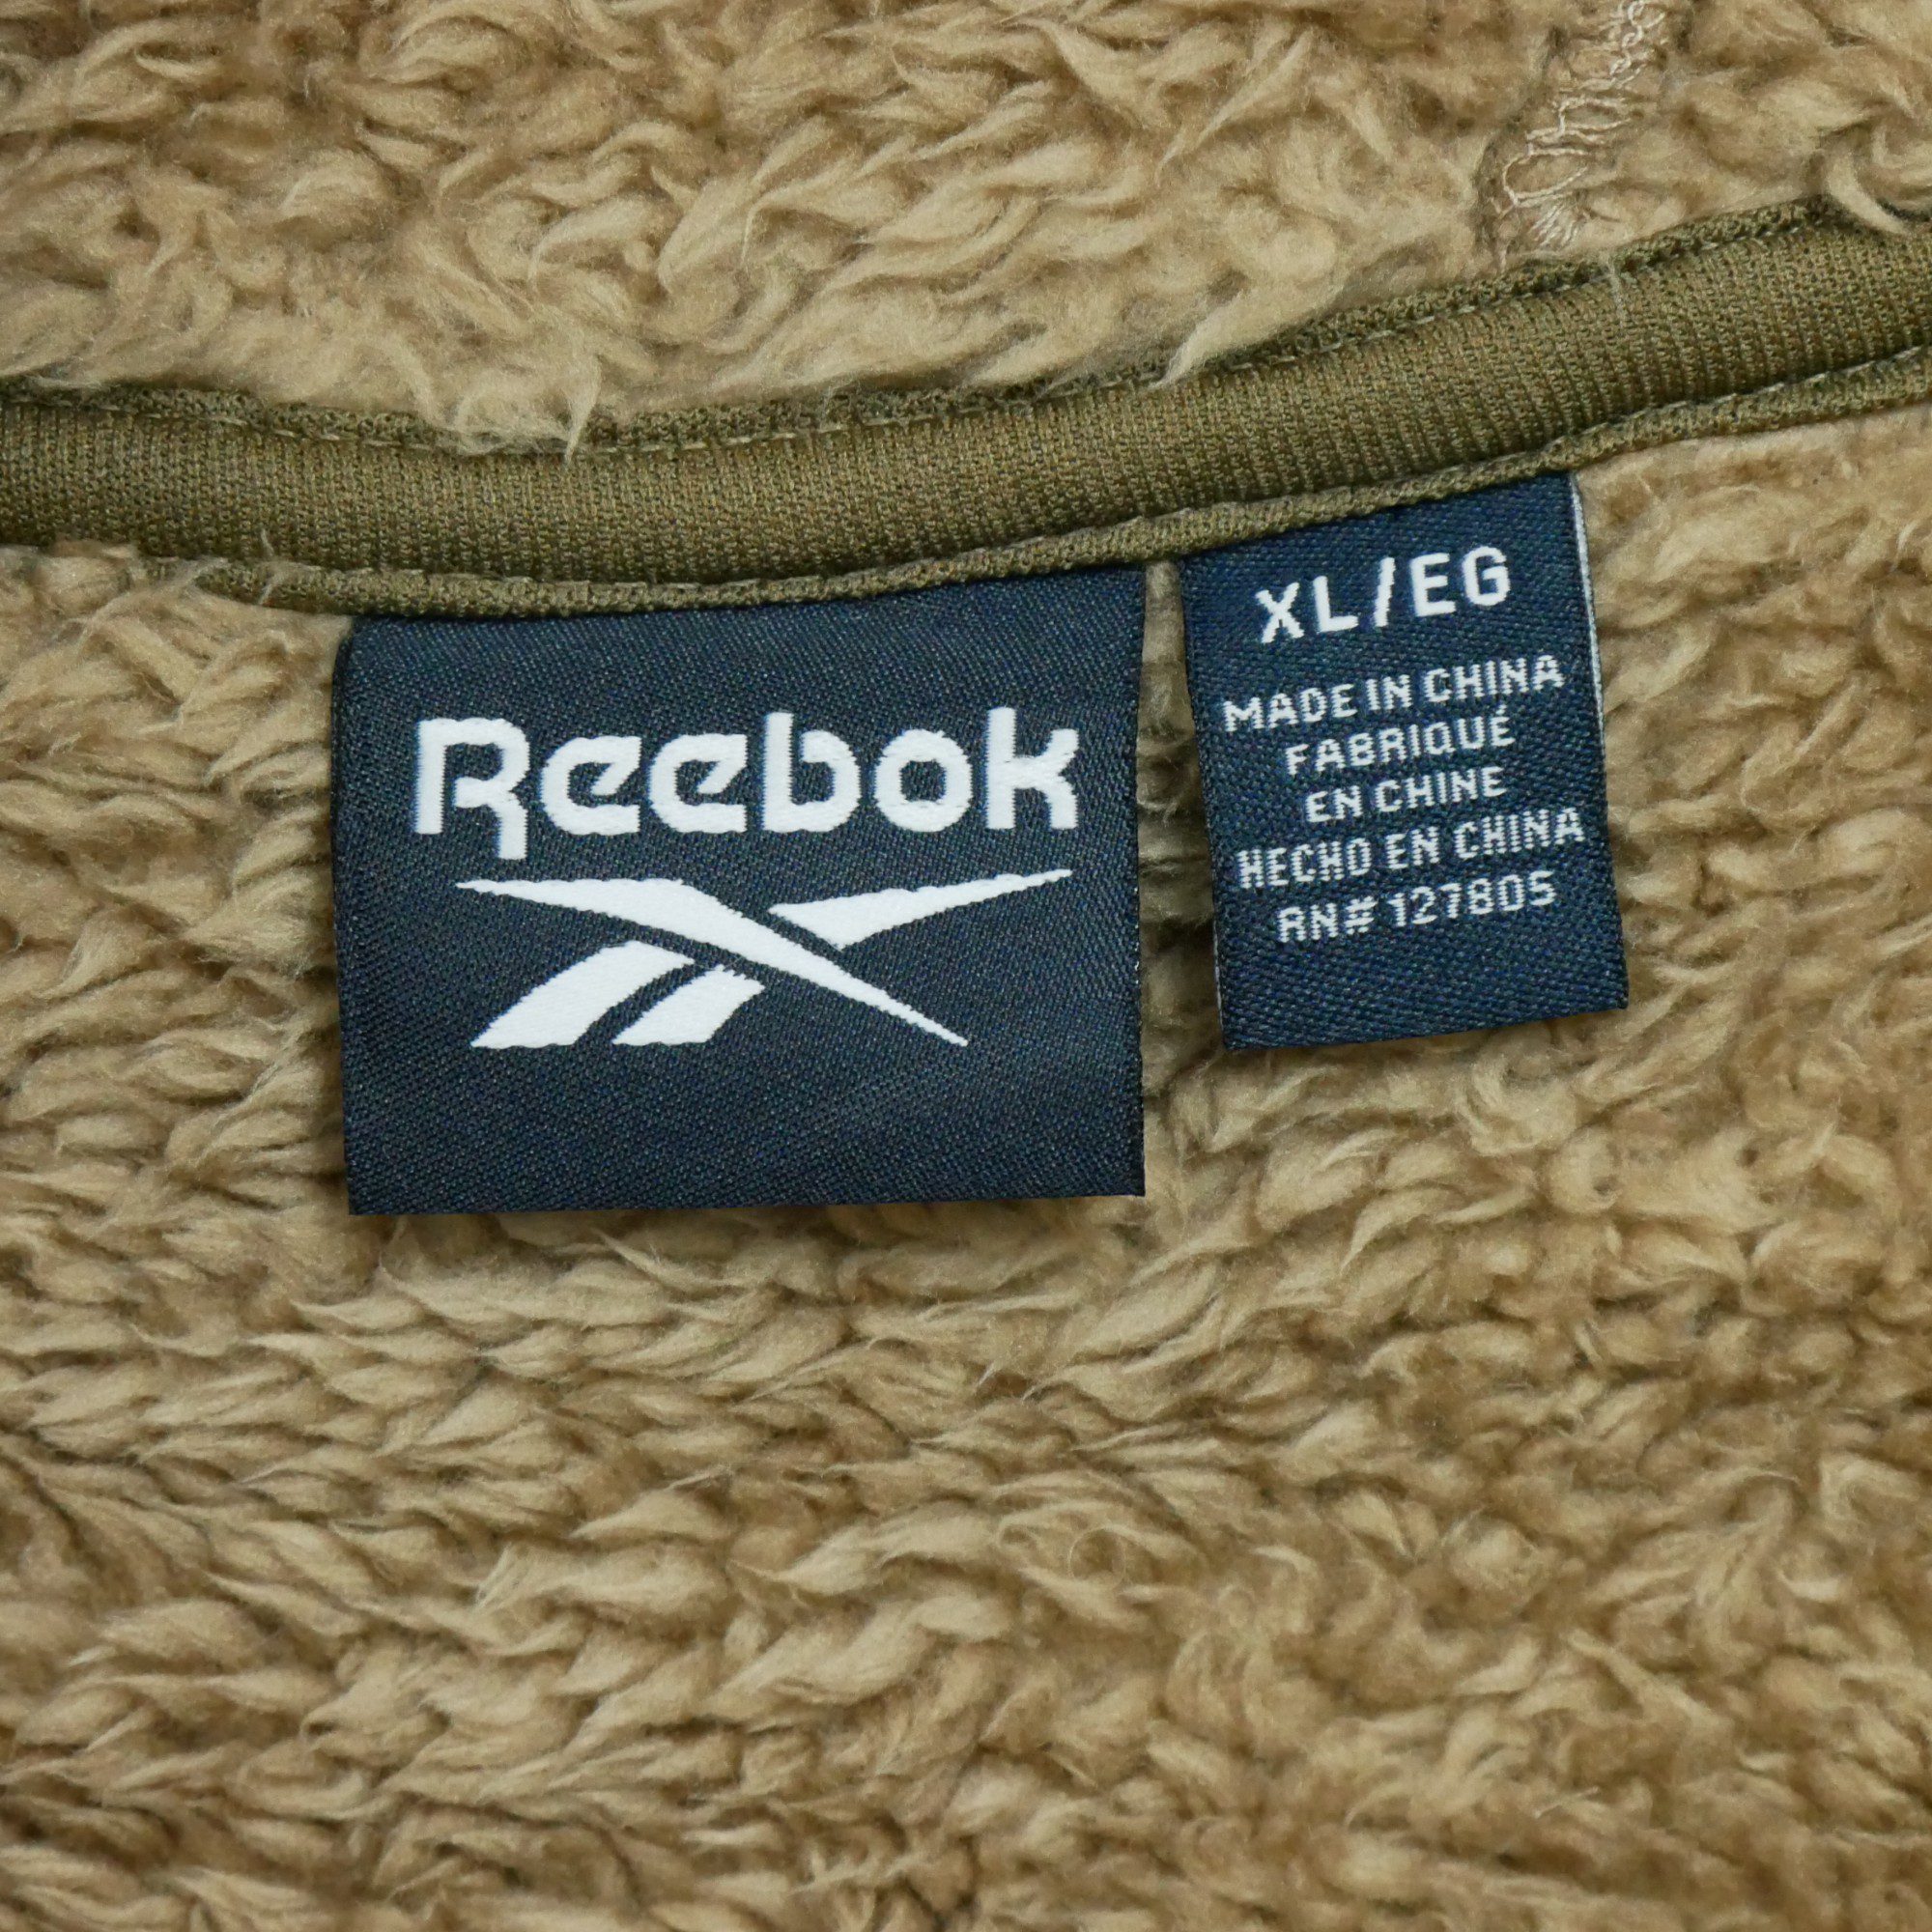 Reebok
XL/EG
MADE IN CHINA
FABRIQUÉ
EN CHINE
HECHO EN CHINA
RN# 127805